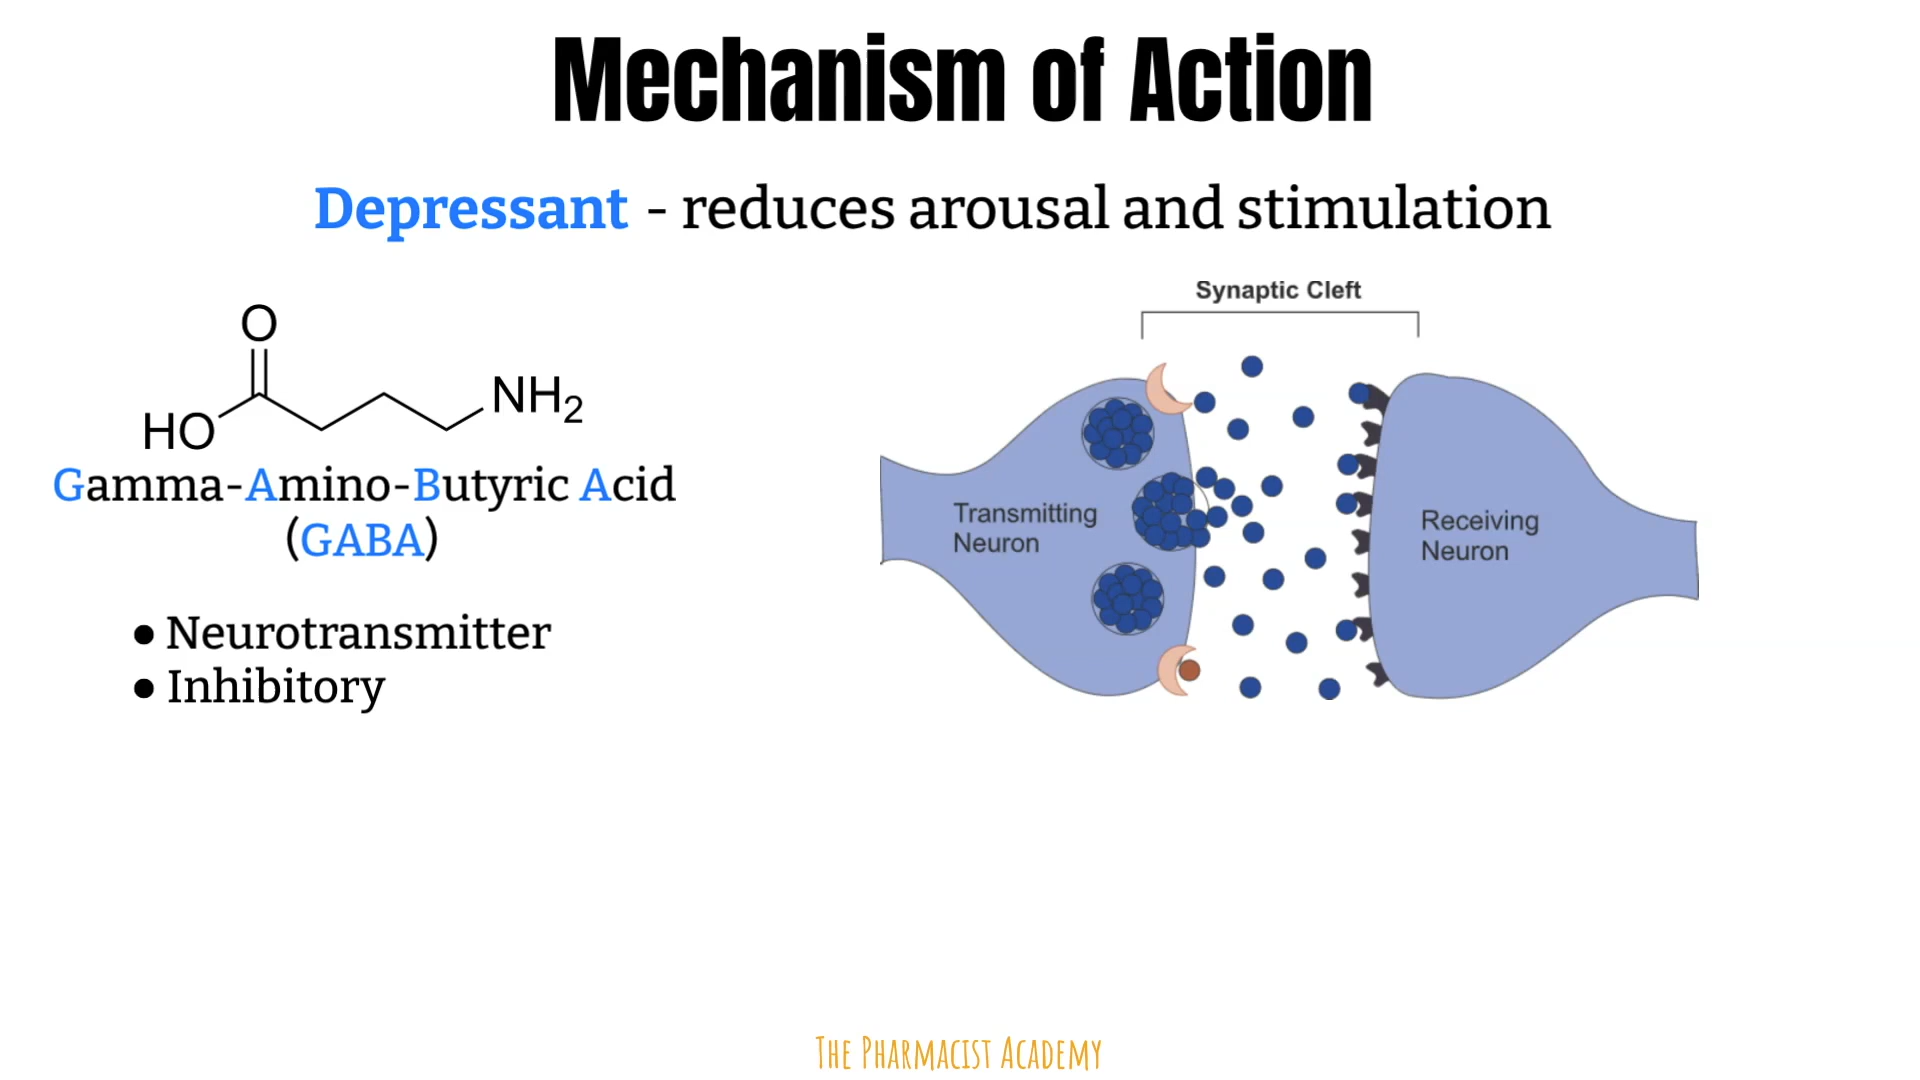 Mechanism of Action
Depressant - reduces arousal and stimulation
O
HO
NH2
Gamma-Amino-Butyric Acid
(GABA)
● Neurotransmitter
● Inhibitory
Synaptic Cleft
Transmitting
Neuron
Receiving
Neuron
The Pharmacist Academy